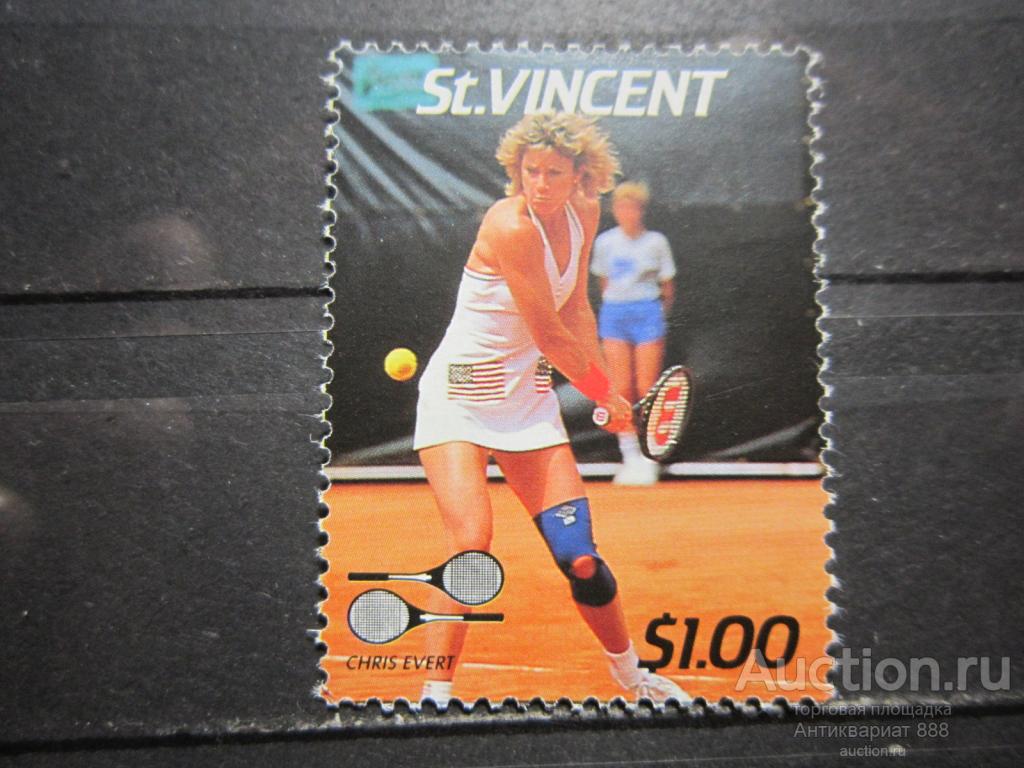 St.VINCENT
CHRIS EVERT
$1.00
Auction.ru
торговая площадка
Антиквариат 888
auction.ru